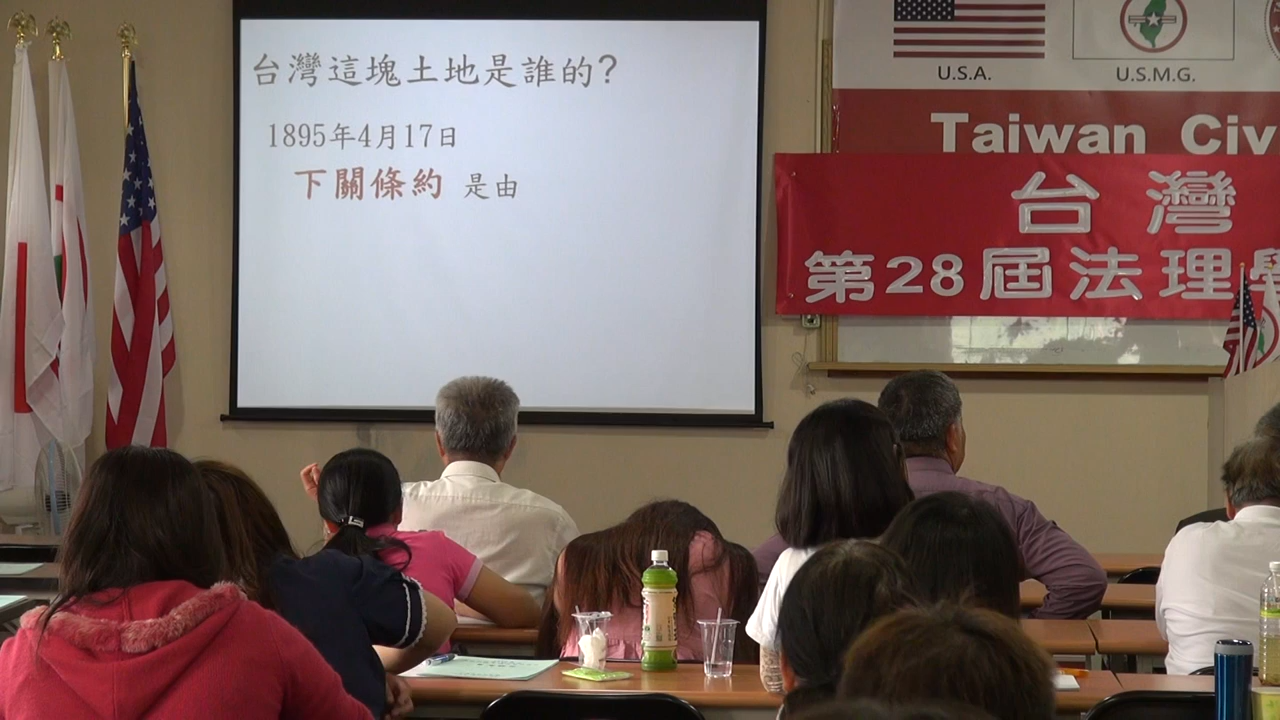 台灣這塊土地是誰的?
1895年4月17日
下關條約 是由
U.S.A.
U.S.M.G.
Taiwan Civ
台灣
第28屆法理學